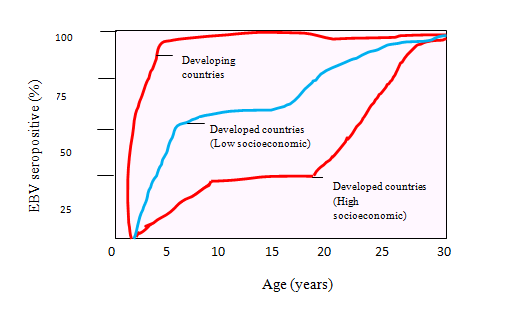 100
Developing
countries
75
EBV seropositive (%)
Developed countries
(Low socioeconomic)
50
Developed countries
(High
socioeconomic)
25
0 5 10 15 20 25 30
Age (years)